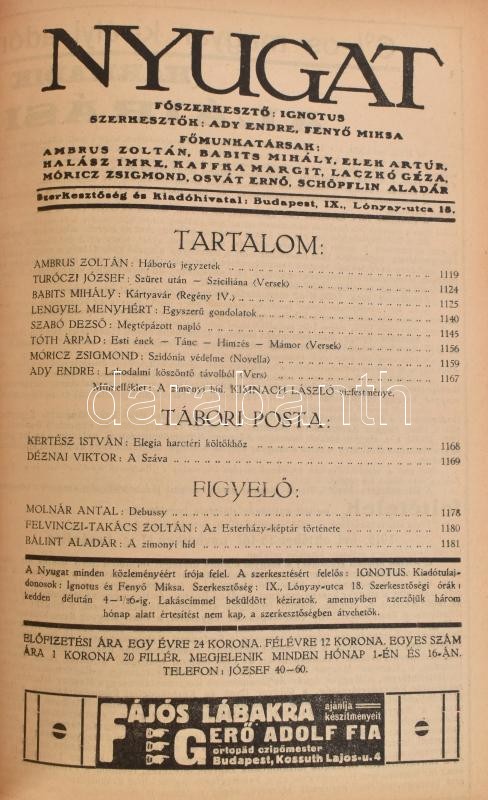 NYUGAT
FŐSZERKESZTŐ: IGNOTUS
SZERKESZTŐK: ADY ENDRE, FENYŐ MIKSA
FŐMUNKATÁRSAK:
AMBRUS ZOLTÁN, BABITS MIHÁLY, ELEK ARTÚR,
HALÁSZ IMRE, KAFFKA MARGIT, LACZKÓ GÉZA,
MÓRICZ ZSIGMOND, OSVÁT ERNŐ, SCHÖPFLIN ALADÁR
Szerkesztőség és Kiadóhivatal: Budapest, IX., Lónyay-utca 18.
TARTALOM:
AMBRUS ZOLTÁN: Háborús jegyzetek 1119
TURÓCZI JÓZSEF: Szüret után — Sziciliána (Versek) 1124
BABITS MIHÁLY: Kártyavár (Regény IV.) 1125
LENGYEL MENYHÉRT: Egyszerű gondolatok 1140
SZABÓ DEZSŐ: Megtépázott napló 1145
TÓTH ÁRPÁD: Esti ének — Tánc — Hímzés — Mámor (Versek) 1156
MÓRICZ ZSIGMOND: Szidónia védelme (Novella) 1159
ADY ENDRE: Lakodalmi köszöntő távolból (Vers) 1167
Műmelléklet: A zimonyi híd. KIMNACH LÁSZLÓ vízfestménye.
darabanth
TÁBORI POSTA:
KERTÉSZ ISTVÁN: Elegia harctéri költőkhöz 1168
DÉZNAI VIKTOR: A Száva 1169
FIGYELŐ:
MOLNÁR ANTAL: Debussy 1178
FELVINCZI-TAKÁCS ZOLTÁN: Az Esterházy-képtár története 1180
BÁLINT ALADÁR: A zimonyi híd 1181
A Nyugat minden közleményéért írója felel. A szerkesztésért felelős: IGNOTUS. Kiadótulaj-
donosok: Ignotus és Fenyő Miksa. Szerkesztőség: IX., Lónyay-utca 18. Szerkesztőségi órák:
kedden délután 4—½6-ig. Lakáscímmel beküldött kéziratok, amennyiben szerzőjük három
hónap alatt értesítést nem kap, a szerkesztőségben átvehetők.
ELŐFIZETÉSI ÁRA EGY ÉVRE 24 KORONA. FÉLÉVRE 12 KORONA. EGYES SZÁM
ÁRA 1 KORONA 20 FILLÉR. MEGJELENIK MINDEN HÓNAP 1-ÉN ÉS 16-ÁN.
TELEFON: JÓZSEF 40—60.
FÁJÓS LÁBAKRA ajánlja készítményeit
GERŐ ADOLF FIA
ortopád czipőmester
Budapest, Kossuth Lajos-u. 4